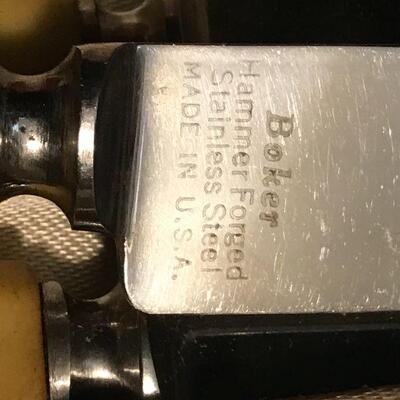 Boker
Hammer Forged
Stainless Steel
MADE IN U.S.A.